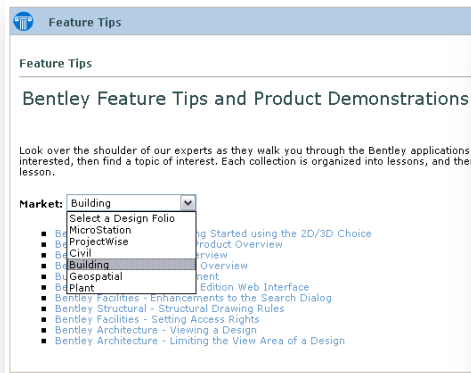 Feature Tips
Feature Tips
Bentley Feature Tips and Product Demonstrations
Look over the shoulder of our experts as they walk you through the Bentley applications
interested, then find a topic of interest. Each collection is organized into lessons, and
lesson.
Market: Building
Select a Design Folio
MicroStation
ProjectWise
Civil
Building
Geospatial
Plant
Started using the 2D/3D Choice
Product Overview
Overview
Edition Web Interface
Bentley Facilities - Enhancements to the Search Dialog
Bentley Structural - Structural Drawing Rules
Bentley Facilities - Setting Access Rights
Bentley Architecture - Viewing a Design
Bentley Architecture - Limiting the View Area of a Design